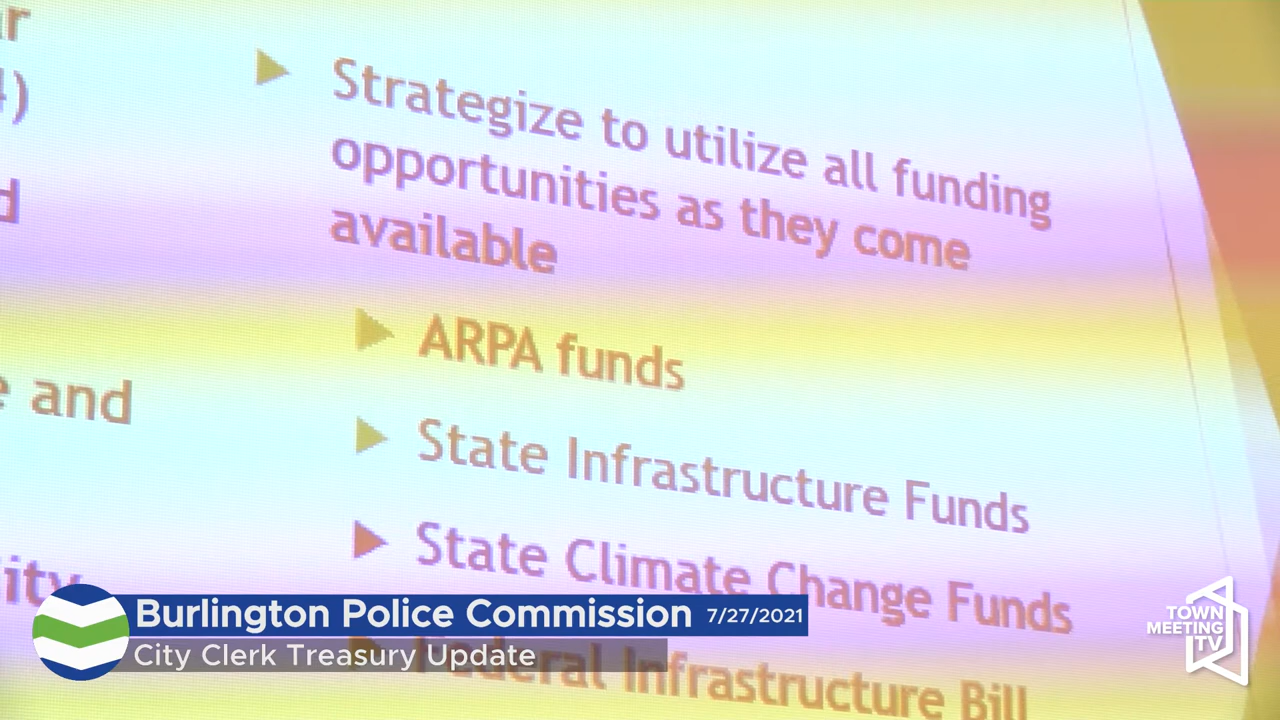 Strategize to utilize all funding
opportunities as they come
available
ARPA funds
State Infrastructure Funds
e and
State Climate Change Funds
Federal Infrastructure Bill
Burlington Police Commission 7/27/2021
City Clerk Treasury Update
TOWN
MEETING
TV